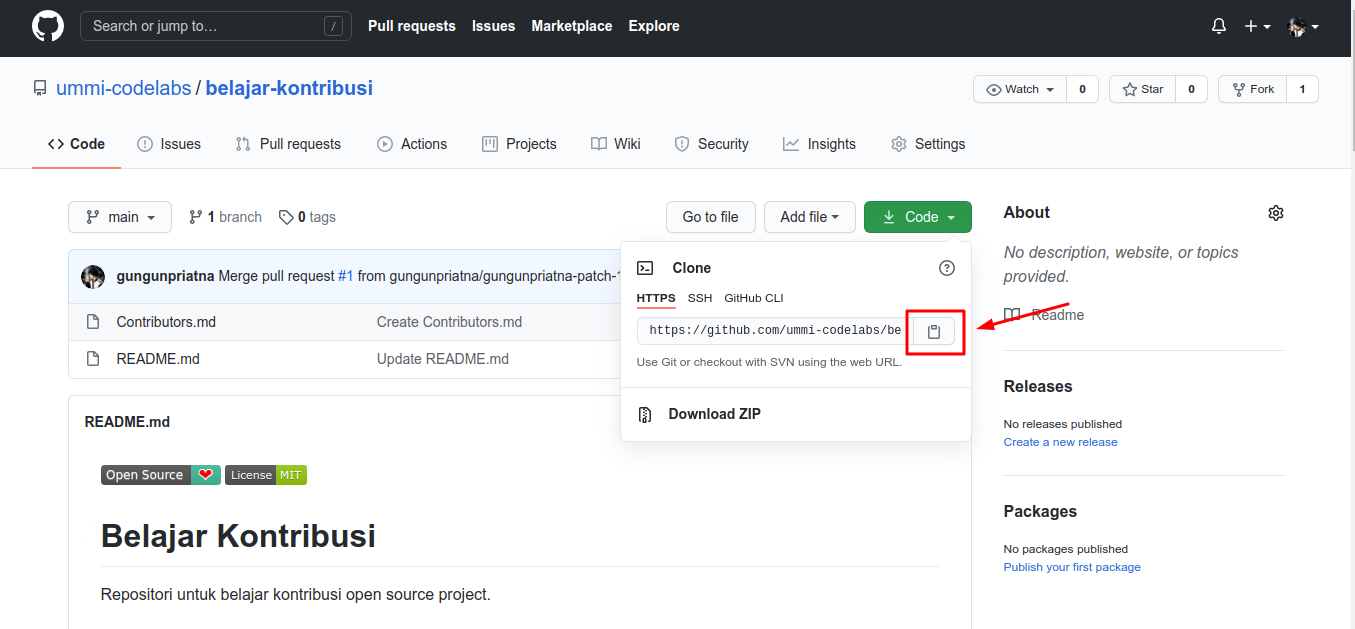 Search or jump to… / Pull requests Issues Marketplace Explore
ummi-codelabs / belajar-kontribusi Watch 0 Star 0 Fork 1
Code Issues Pull requests Actions Projects Wiki Security Insights Settings
main 1 branch 0 tags Go to file Add file Code
gungunpriatna Merge pull request #1 from gungunpriatna/gungunpriatna-patch-1
Contributors.md Create Contributors.md
README.md Update README.md
Clone
HTTPS SSH GitHub CLI
https://github.com/ummi-codelabs/be
Use Git or checkout with SVN using the web URL.
Download ZIP
README.md
Open Source License MIT
Belajar Kontribusi
Repositori untuk belajar kontribusi open source project.
About
No description, website, or topics
provided.
Readme
Releases
No releases published
Create a new release
Packages
No packages published
Publish your first package